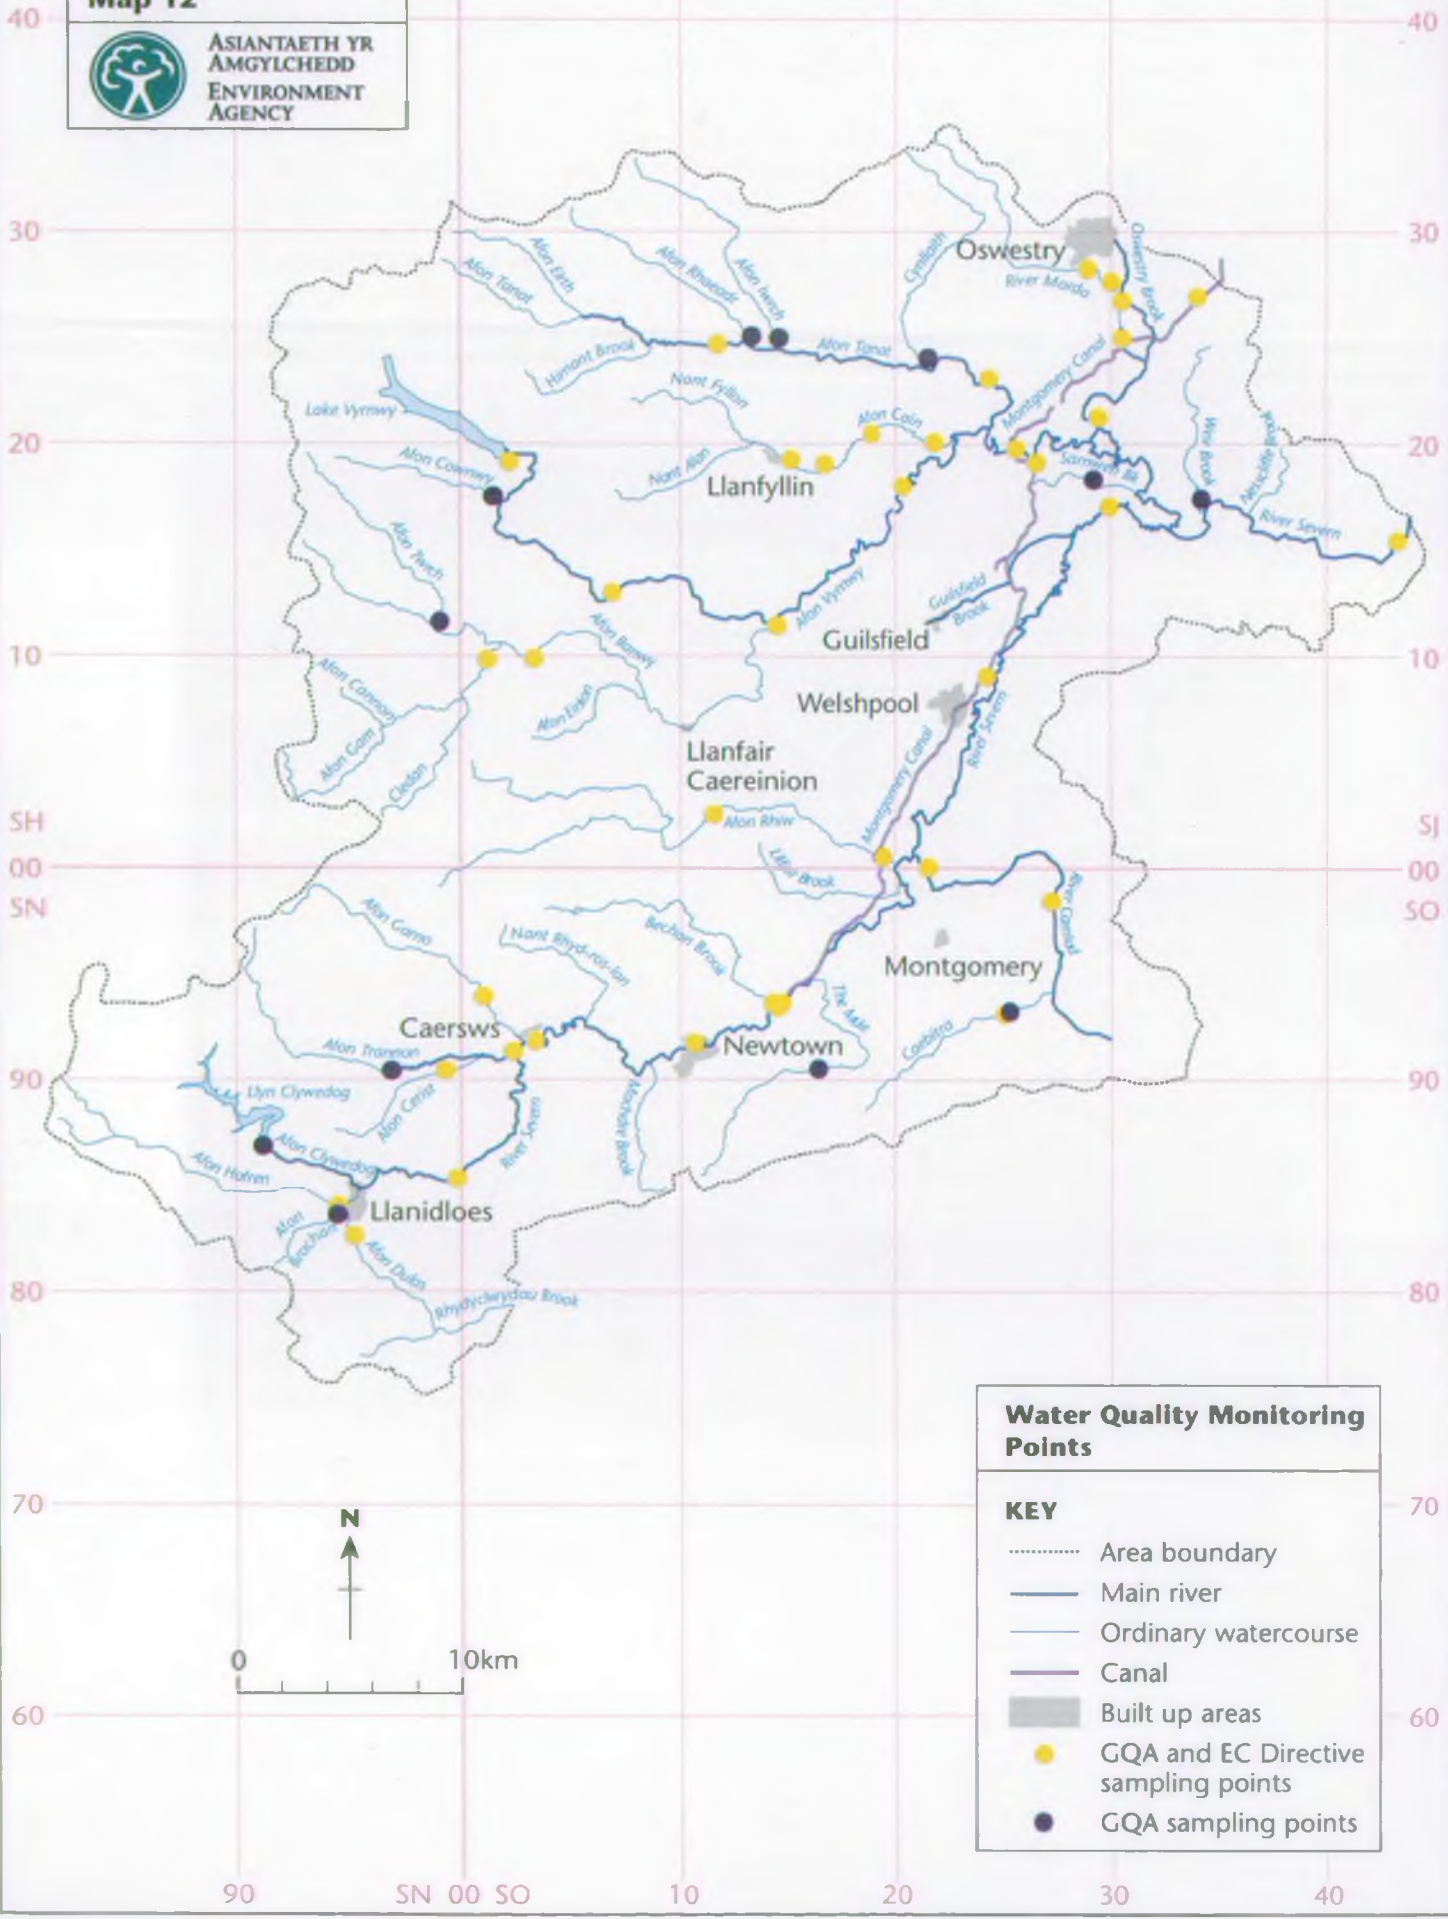 Map 12
ASIANTAETH YR
AMGYLCHEDD
ENVIRONMENT
AGENCY
40
40
30
30
Oswestry
Oswestry Brook
River Morda
Cynllaith
Afon Iwrch
Afon Rhaeadr
Afon Eirth
Afon Tanat
Afon Tanat
Hirnant Brook
Montgomery Canal
Nant Fyllon
Lake Vyrnwy
Afon Cain
20
20
Afon Cownwy
Nant Alan
Llanfyllin
Sarnwen Bk
Weir Brook
Nesscliffe Brook
River Severn
Afon Twrch
Afon Vyrnwy
Guilsfield
Brook
Guilsfield
Afon Banwy
10
10
Afon Cannon
Afon Einion
Welshpool
River Severn
Afon Gam
Cledan
Llanfair
Caereinion
Montgomery Canal
SH
SJ
Afon Rhiw
00
00
Brook
SN
SO
River Camlad
Afon Garno
Nant Rhyd-ros-lan
Bechan Brook
Montgomery
The Mule
Caersws
Newtown
Caebitra
Afon Trannon
90
90
Llyn Clywedog
Afon Cerist
River Severn
Mochdre Brook
Afon Clywedog
Afon Hafren
Llanidloes
Afon
Brochan
Afon Dulas
Rhydyclwydau Brook
80
80
Water Quality Monitoring
Points
70
70
KEY
N
Area boundary
Main river
Ordinary watercourse
0 10km
Canal
60
60
Built up areas
GQA and EC Directive
sampling points
GQA sampling points
90 SN 00 SO 10 20 30 40